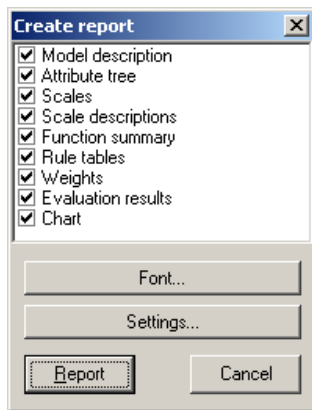 Create report
Model description
Attribute tree
Scales
Scale descriptions
Function summary
Rule tables
Weights
Evaluation results
Chart
Font...
Settings...
Report
Cancel